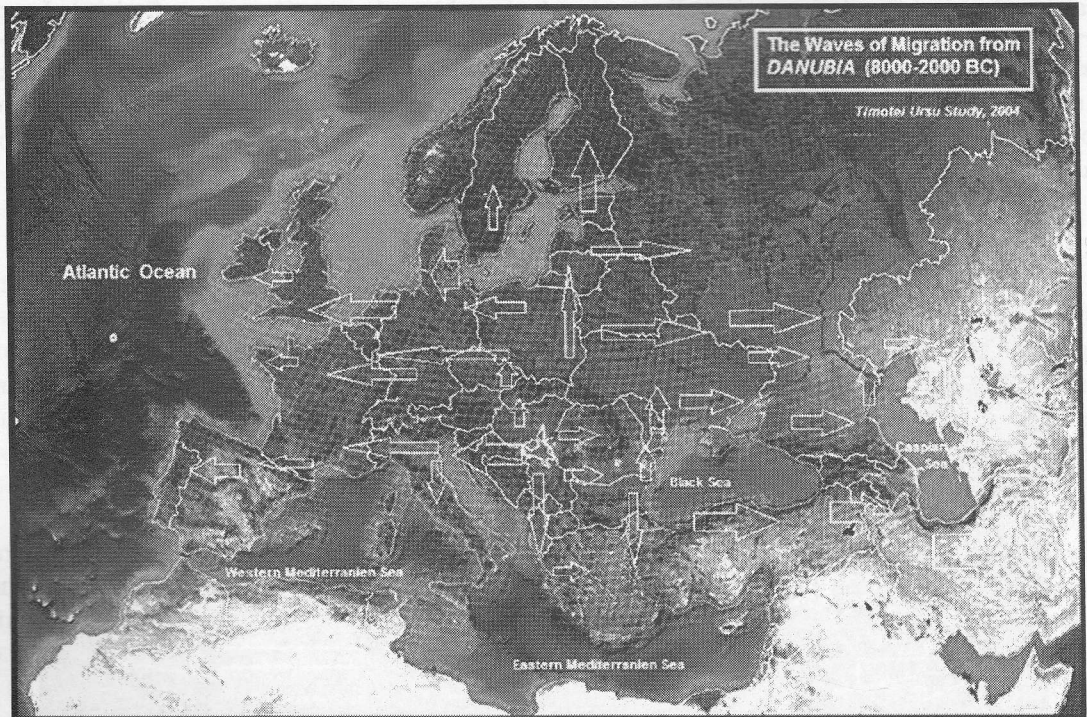 The Waves of Migration from
DANUBIA (8000-2000 BC)
Timotei Ursu Study, 2004
Atlantic Ocean
Caspian
Sea
Black Sea
Western Mediterranien Sea
Eastern Mediterranien Sea